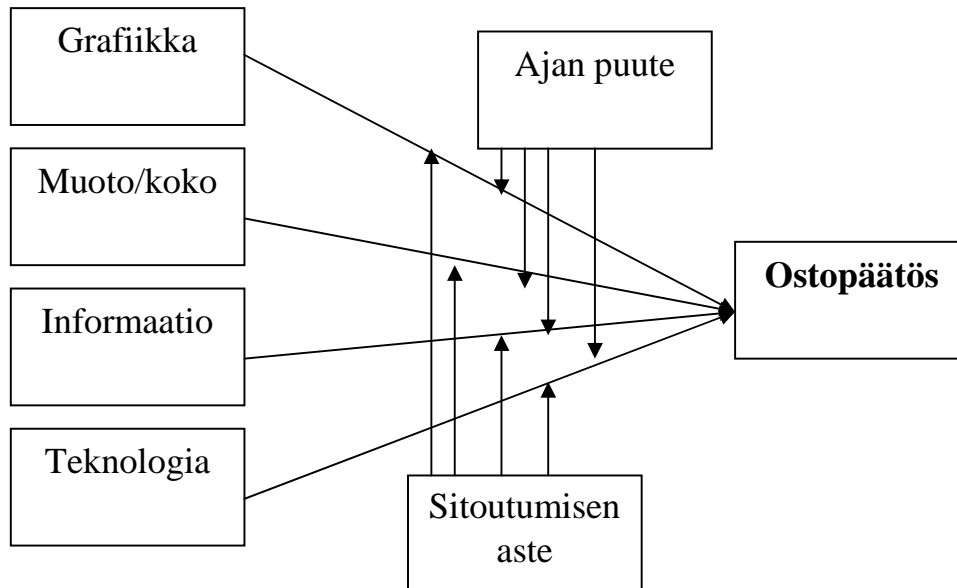 Grafiikka
Ajan puute
Muoto/koko
Ostopäätös
Informaatio
Teknologia
Sitoutumisen
aste